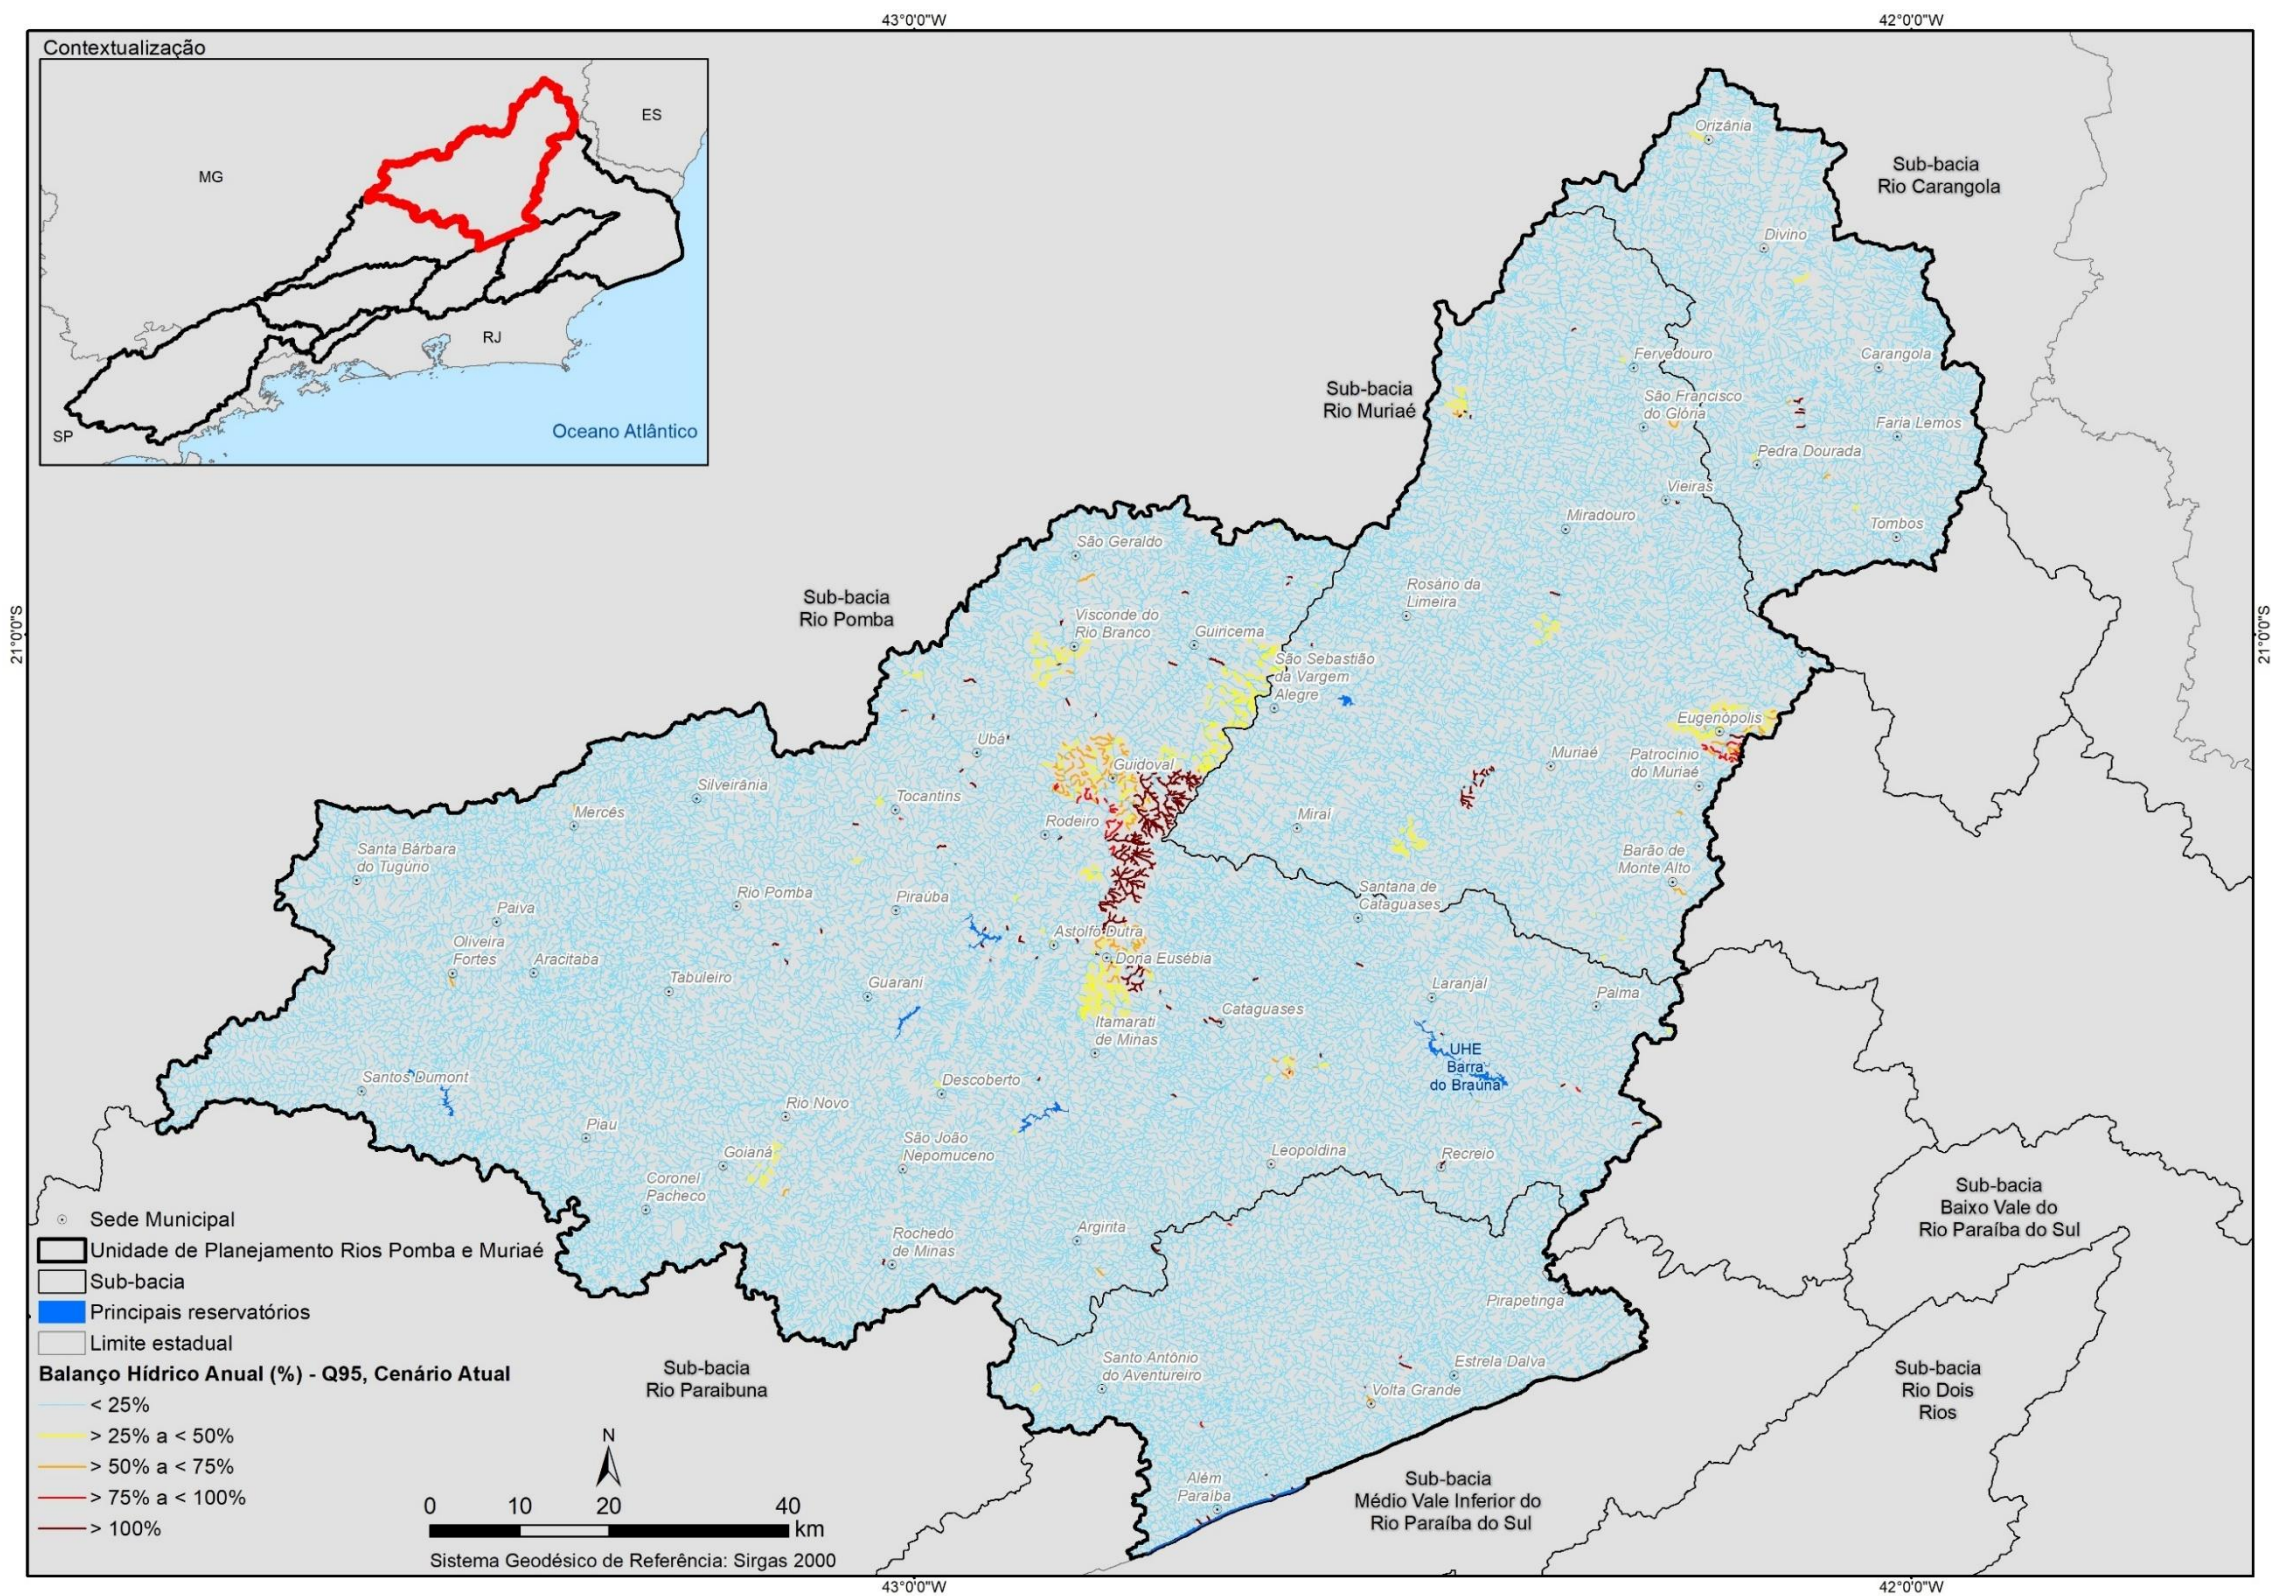 43°0'0"W
42°0'0"W
Contextualização
MG
ES
RJ
SP
Oceano Atlântico
Orizânia
Sub-bacia
Rio Carangola
Divino
Fervedouro
Carangola
Sub-bacia
Rio Muriaé
São Francisco
do Glória
Faria Lemos
Pedra Dourada
Vieiras
Miradouro
Tombos
São Geraldo
Sub-bacia
Rio Pomba
Rosário da
Limeira
Visconde do
Rio Branco
Guiricema
21°0'0"S
21°0'0"S
São Sebastião
da Vargem
Alegre
Eugenópolis
Ubá
Muriaé
Patrocínio
do Muriaé
Guidoval
Silveirânia
Tocantins
Mercês
Rodeiro
Miraí
Santa Bárbara
do Tugúrio
Barão de
Monte Alto
Rio Pomba
Piraúba
Santana de
Cataguases
Paiva
Astolfo Dutra
Oliveira
Fortes
Aracitaba
Dona Eusébia
Tabuleiro
Guarani
Laranjal
Palma
Cataguases
Itamarati
de Minas
UHE
Barra
do Braúna
Santos Dumont
Descoberto
Rio Novo
Piau
São João
Nepomuceno
Goianá
Leopoldina
Recreio
Coronel
Pacheco
Sub-bacia
Baixo Vale do
Rio Paraíba do Sul
Argirita
Rochedo
de Minas
Pirapetinga
Sub-bacia
Rio Paraibuna
Santo Antônio
do Aventureiro
Estrela Dalva
Volta Grande
Sub-bacia
Rio Dois
Rios
Além
Paraíba
Sub-bacia
Médio Vale Inferior do
Rio Paraíba do Sul
Sede Municipal
Unidade de Planejamento Rios Pomba e Muriaé
Sub-bacia
Principais reservatórios
Limite estadual
Balanço Hídrico Anual (%) - Q95, Cenário Atual
< 25%
> 25% a < 50%
> 50% a < 75%
> 75% a < 100%
> 100%
N
0 10 20 40
km
Sistema Geodésico de Referência: Sirgas 2000
43°0'0"W
42°0'0"W